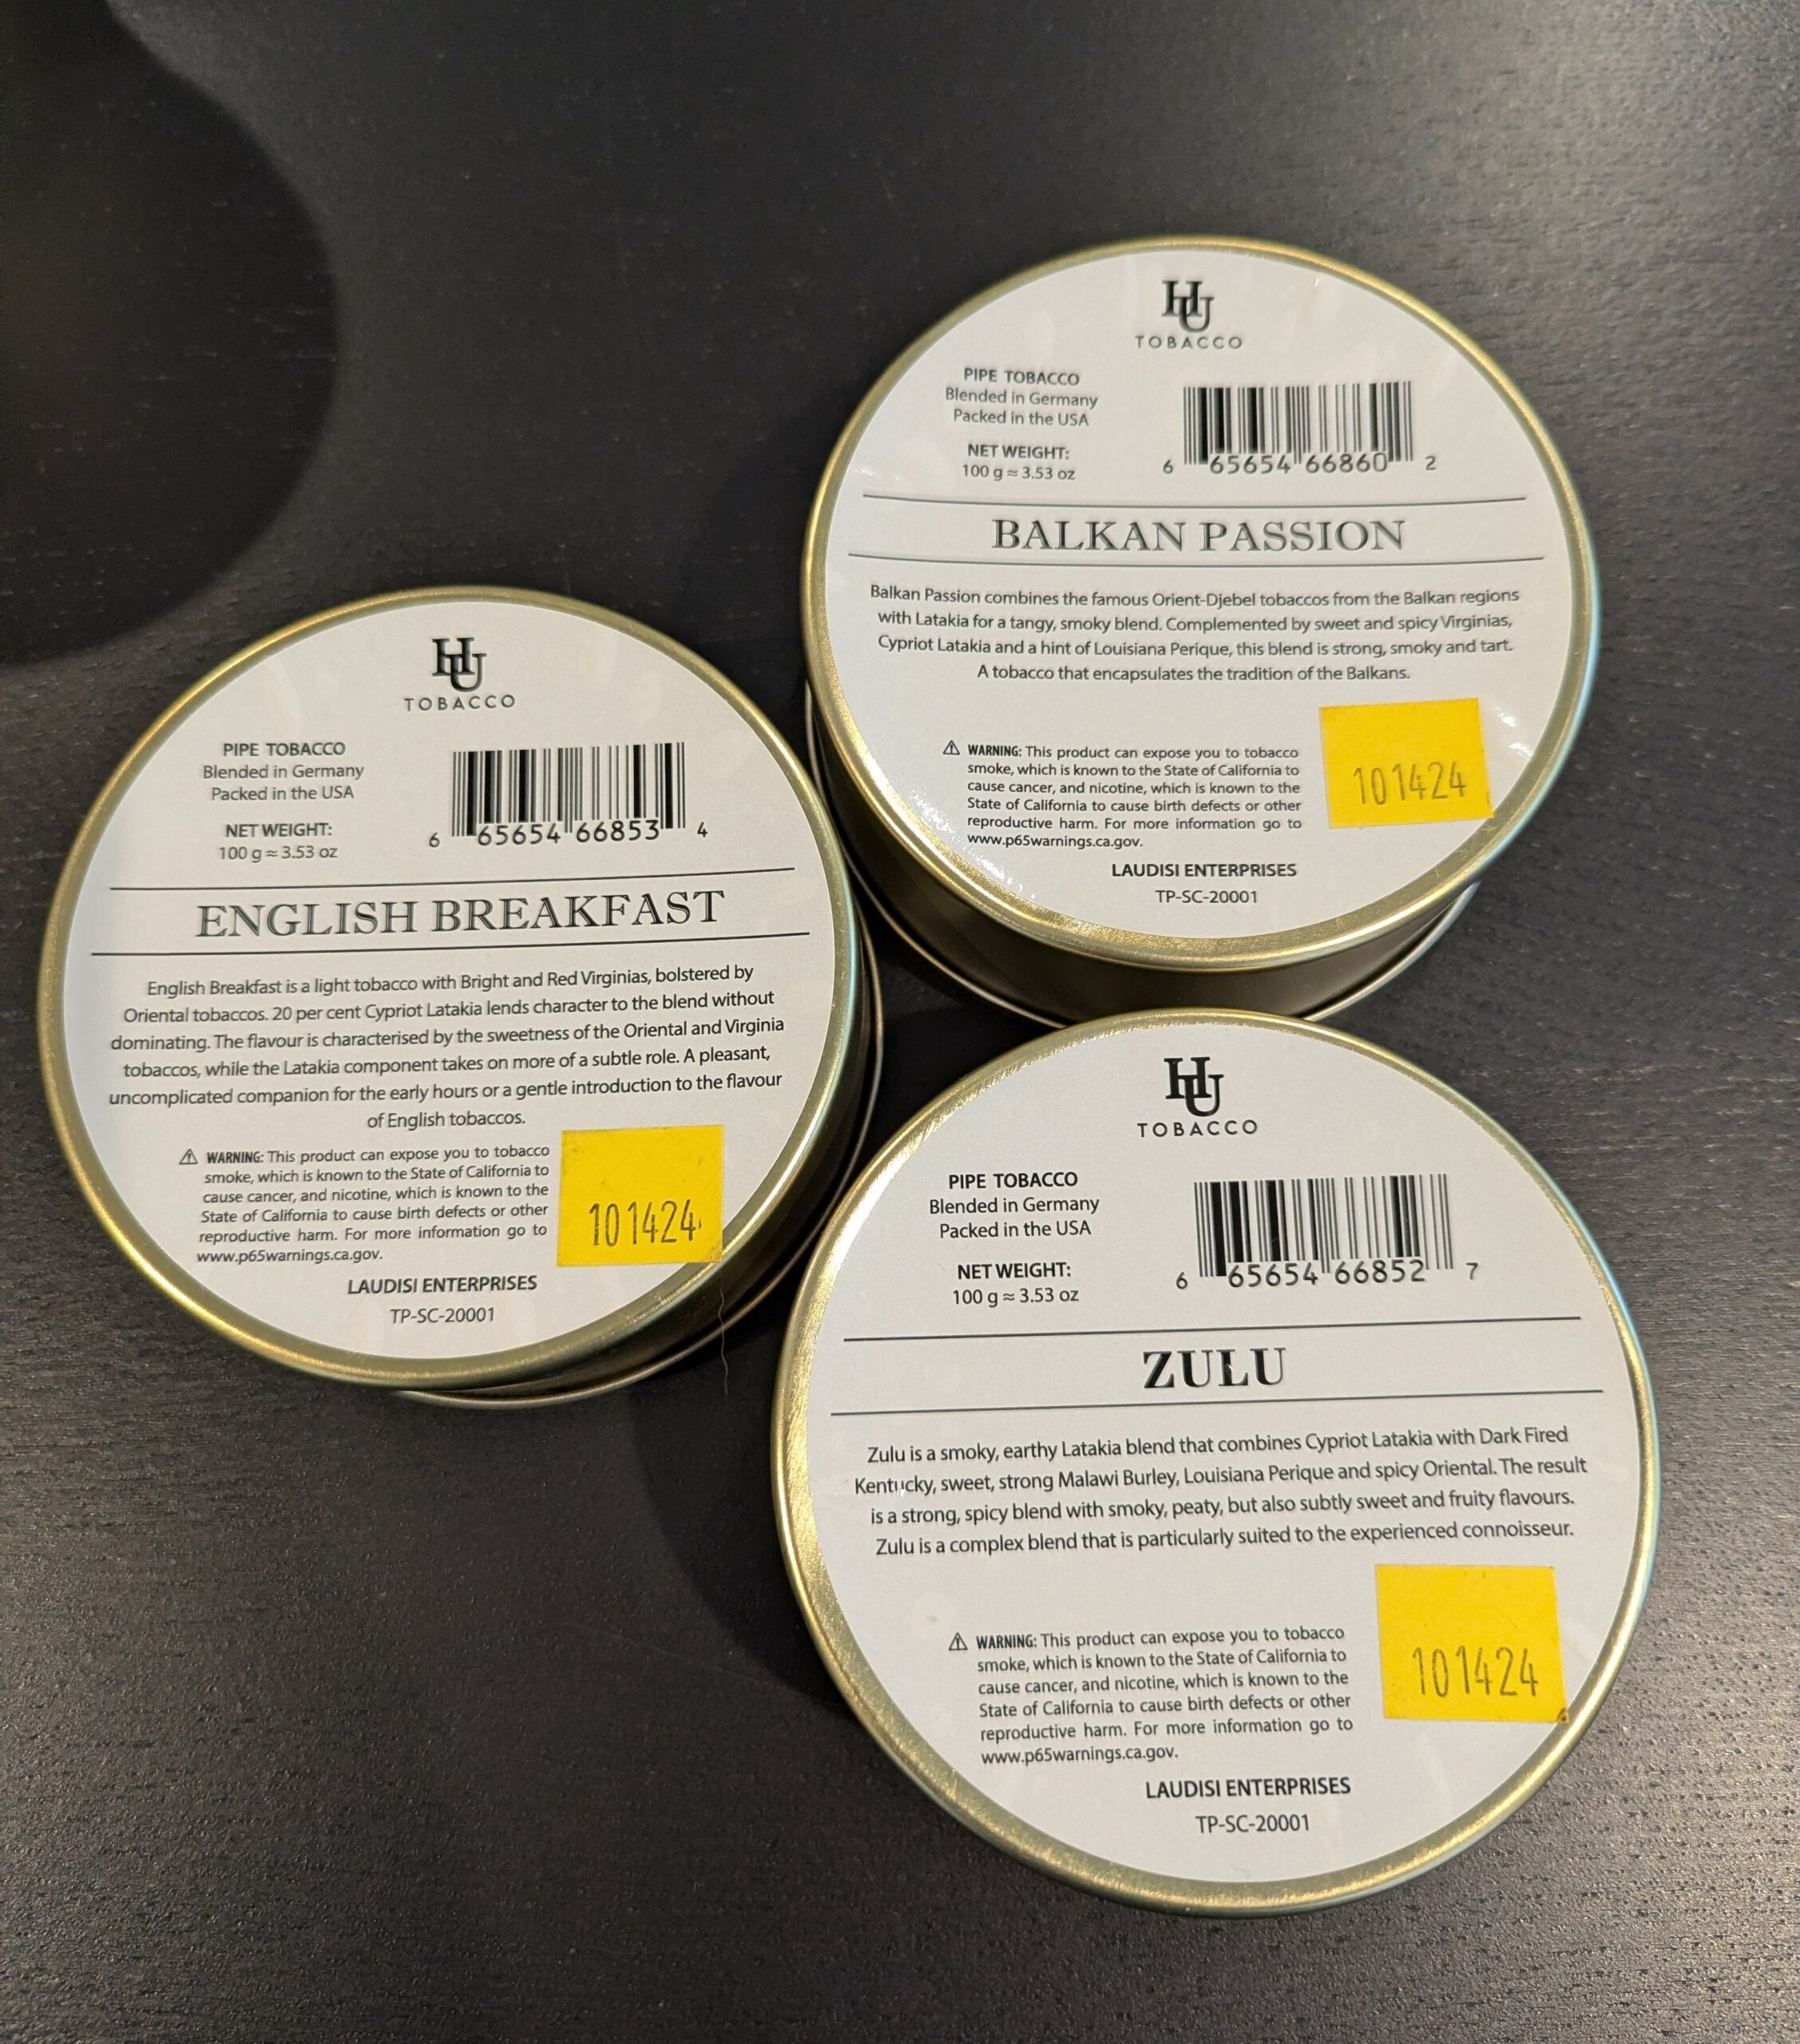 HU
TOBACCO
PIPE TOBACCO
Blended in Germany
Packed in the USA
NET WEIGHT:
100 g ≈ 3.53 oz
6 65654 66860 2
BALKAN PASSION
Balkan Passion combines the famous Orient-Djebel tobaccos from the Balkan regions
with Latakia for a tangy, smoky blend. Complemented by sweet and spicy Virginias,
Cypriot Latakia and a hint of Louisiana Perique, this blend is strong, smoky and tart.
A tobacco that encapsulates the tradition of the Balkans.
⚠ WARNING: This product can expose you to tobacco
smoke, which is known to the State of California to
cause cancer, and nicotine, which is known to the
State of California to cause birth defects or other
reproductive harm. For more information go to
www.p65warnings.ca.gov.
101424
LAUDISI ENTERPRISES
TP-SC-20001
HU
TOBACCO
PIPE TOBACCO
Blended in Germany
Packed in the USA
NET WEIGHT:
100 g ≈ 3.53 oz
6 65654 66853 4
ENGLISH BREAKFAST
English Breakfast is a light tobacco with Bright and Red Virginias, bolstered by
Oriental tobaccos. 20 per cent Cypriot Latakia lends character to the blend without
dominating. The flavour is characterised by the sweetness of the Oriental and Virginia
tobaccos, while the Latakia component takes on more of a subtle role. A pleasant,
uncomplicated companion for the early hours or a gentle introduction to the flavour
of English tobaccos.
⚠ WARNING: This product can expose you to tobacco
smoke, which is known to the State of California to
cause cancer, and nicotine, which is known to the
State of California to cause birth defects or other
reproductive harm. For more information go to
www.p65warnings.ca.gov.
101424
LAUDISI ENTERPRISES
TP-SC-20001
HU
TOBACCO
PIPE TOBACCO
Blended in Germany
Packed in the USA
NET WEIGHT:
100 g ≈ 3.53 oz
6 65654 66852 7
ZULU
Zulu is a smoky, earthy Latakia blend that combines Cypriot Latakia with Dark Fired
Kentucky, sweet, strong Malawi Burley, Louisiana Perique and spicy Oriental. The result
is a strong, spicy blend with smoky, peaty, but also subtly sweet and fruity flavours.
Zulu is a complex blend that is particularly suited to the experienced connoisseur.
⚠ WARNING: This product can expose you to tobacco
smoke, which is known to the State of California to
cause cancer, and nicotine, which is known to the
State of California to cause birth defects or other
reproductive harm. For more information go to
www.p65warnings.ca.gov.
101424
LAUDISI ENTERPRISES
TP-SC-20001